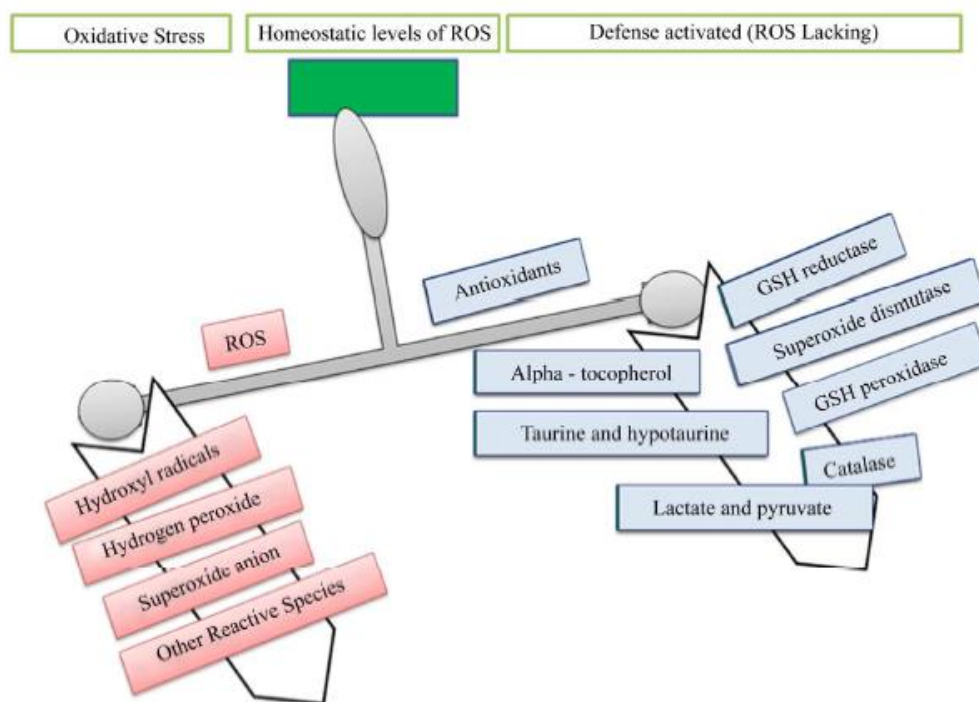 Oxidative Stress
Homeostatic levels of ROS
Defense activated (ROS Lacking)
ROS
Antioxidants
Hydroxyl radicals
Hydrogen peroxide
Superoxide anion
Other Reactive Species
GSH reductase
Superoxide dismutase
GSH peroxidase
Catalase
Alpha - tocopherol
Taurine and hypotaurine
Lactate and pyruvate